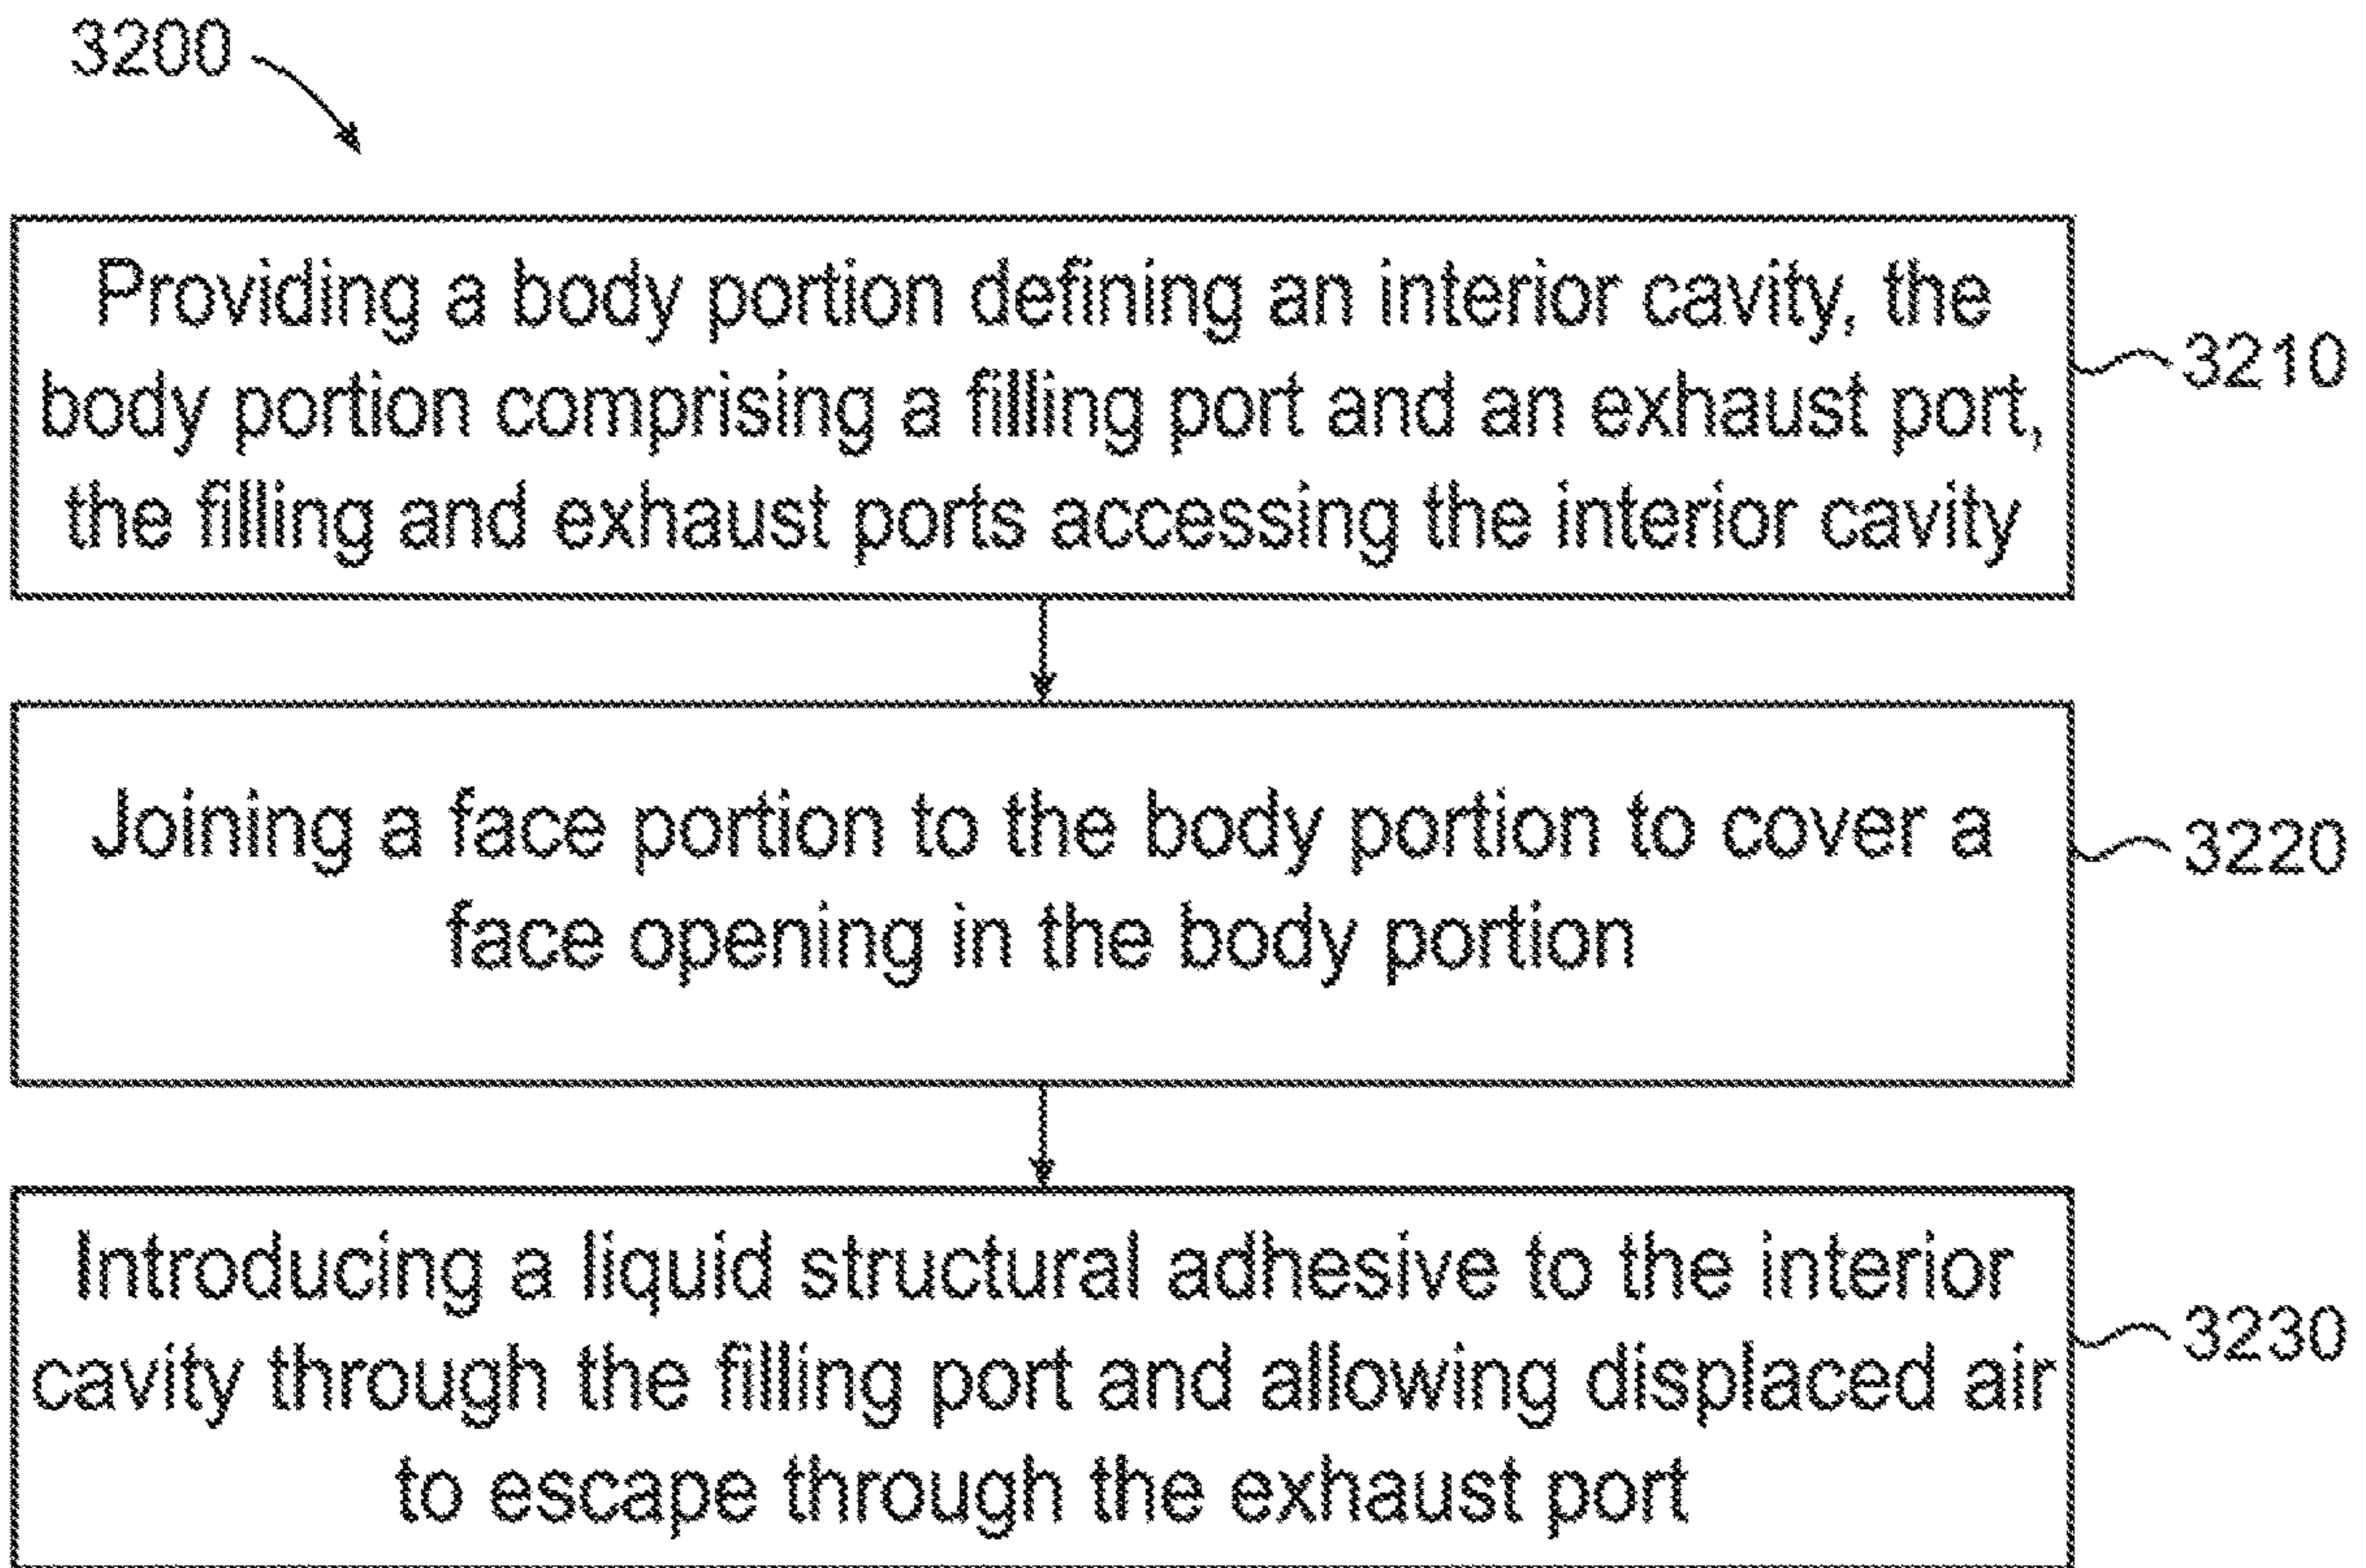 3200
Providing a body portion defining an interior cavity, the
body portion comprising a filling port and an exhaust port,
the filling and exhaust ports accessing the interior cavity
3210
Joining a face portion to the body portion to cover a
face opening in the body portion
3220
Introducing a liquid structural adhesive to the interior
cavity through the filling port and allowing displaced air
to escape through the exhaust port
3230